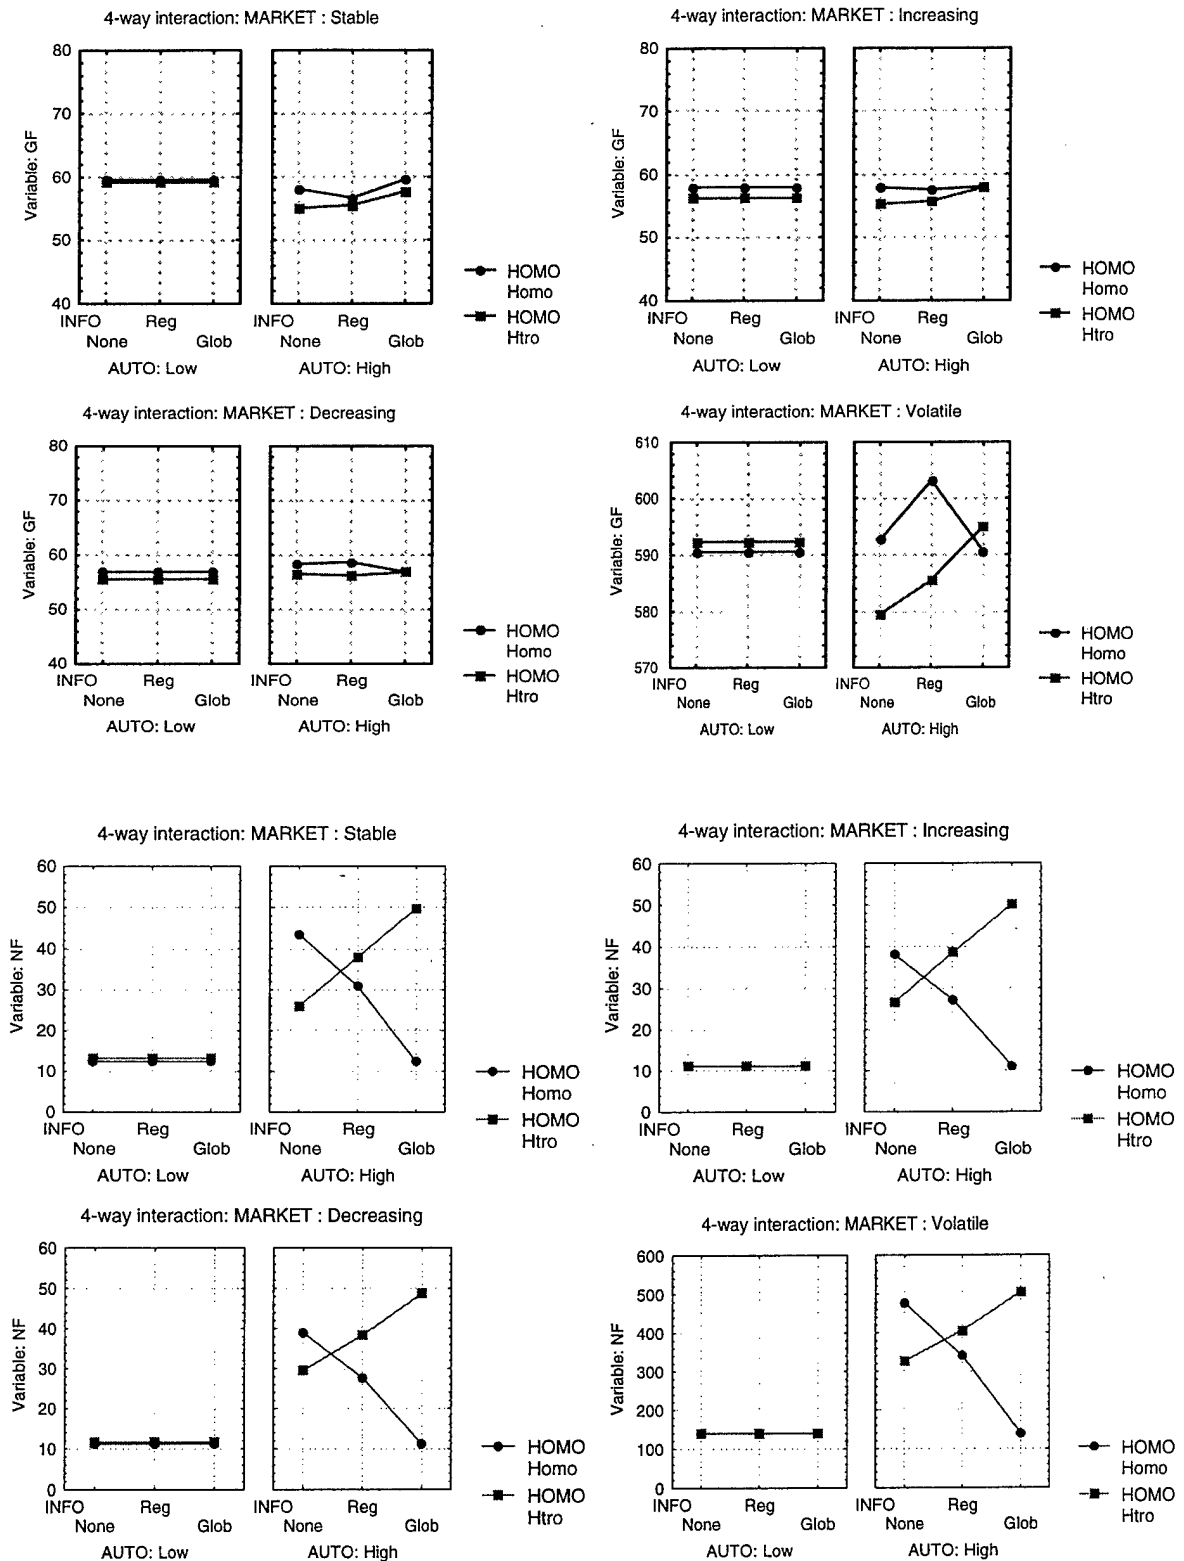 4-way interaction: MARKET : Stable
80
70
60
50
40
Variable: GF
INFO Reg INFO Reg
None Glob None Glob
AUTO: Low AUTO: High
HOMO
Homo
HOMO
Htro
4-way interaction: MARKET : Increasing
80
70
60
50
40
Variable: GF
INFO Reg INFO Reg
None Glob None Glob
AUTO: Low AUTO: High
HOMO
Homo
HOMO
Htro
4-way interaction: MARKET : Decreasing
80
70
60
50
40
Variable: GF
INFO Reg INFO Reg
None Glob None Glob
AUTO: Low AUTO: High
HOMO
Homo
HOMO
Htro
4-way interaction: MARKET : Volatile
610
600
590
580
570
Variable: GF
INFO Reg INFO Reg
None Glob None Glob
AUTO: Low AUTO: High
HOMO
Homo
HOMO
Htro
4-way interaction: MARKET : Stable
60
50
40
30
20
10
0
Variable: NF
INFO Reg INFO Reg
None Glob None Glob
AUTO: Low AUTO: High
HOMO
Homo
HOMO
Htro
4-way interaction: MARKET : Increasing
60
50
40
30
20
10
0
Variable: NF
INFO Reg INFO Reg
None Glob None Glob
AUTO: Low AUTO: High
HOMO
Homo
HOMO
Htro
4-way interaction: MARKET : Decreasing
60
50
40
30
20
10
0
Variable: NF
INFO Reg INFO Reg
None Glob None Glob
AUTO: Low AUTO: High
HOMO
Homo
HOMO
Htro
4-way interaction: MARKET : Volatile
600
500
400
300
200
100
0
Variable: NF
INFO Reg INFO Reg
None Glob None Glob
AUTO: Low AUTO: High
HOMO
Homo
HOMO
Htro